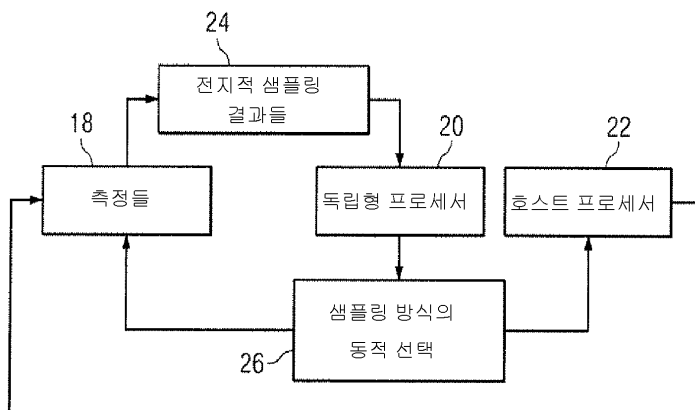 24
전지적 샘플링
결과들
18
측정들
20
독립형 프로세서
22
호스트 프로세서
샘플링 방식의
동적 선택
26